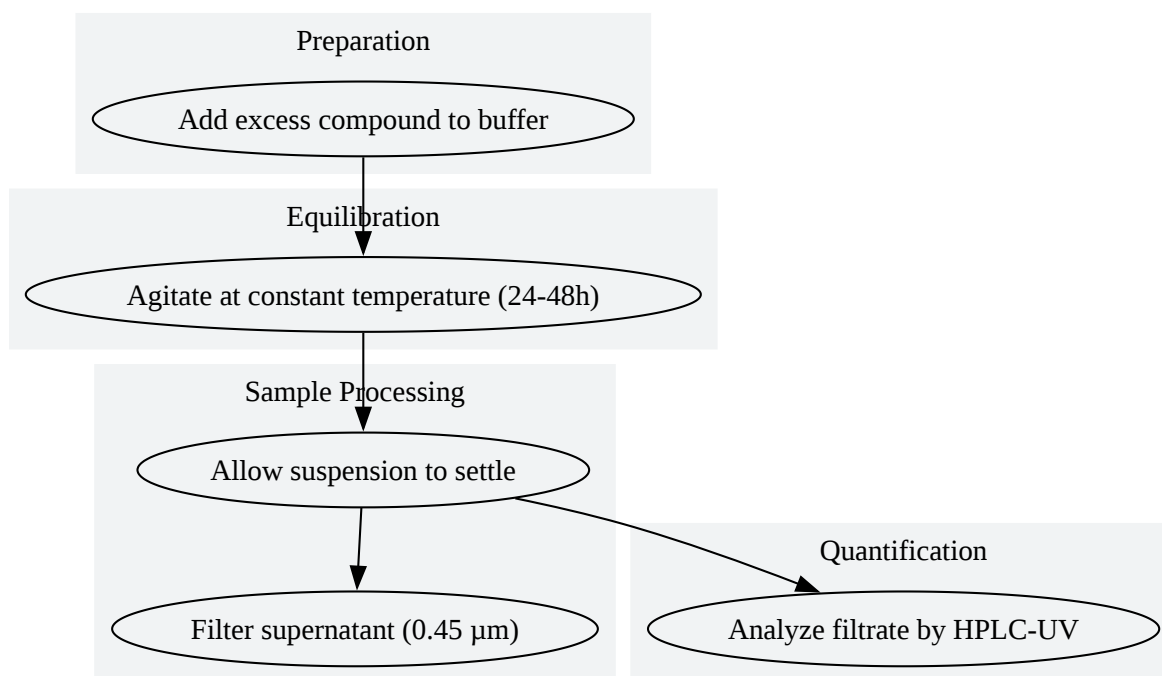 Preparation
Add excess compound to buffer
Equilibration
Agitate at constant temperature (24-48h)
Sample Processing
Allow suspension to settle
Quantification
Filter supernatant (0.45 µm)
Analyze filtrate by HPLC-UV